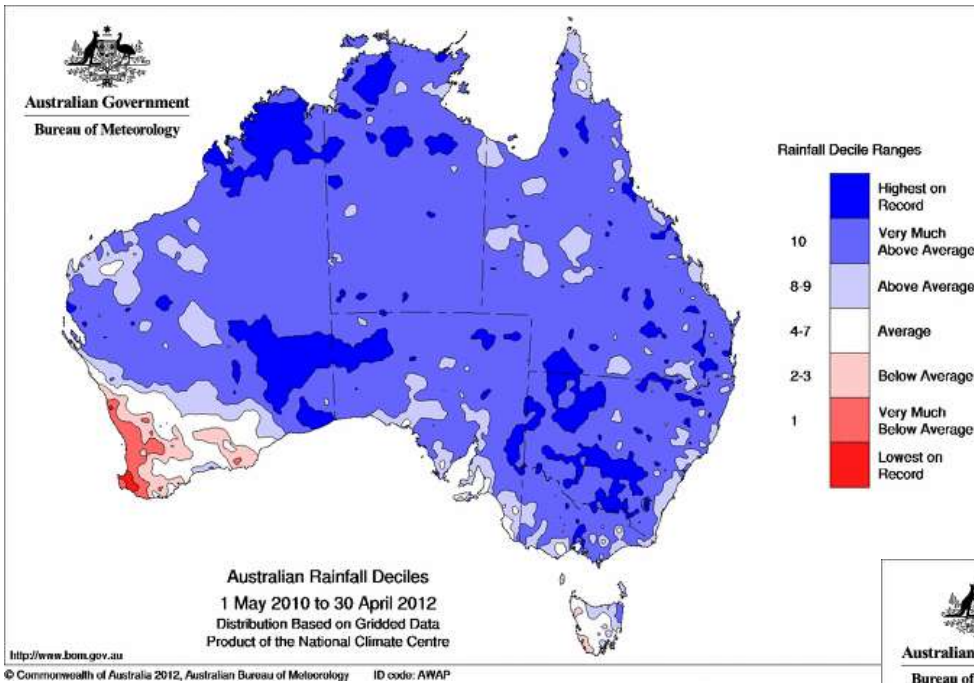 Australian Government
Bureau of Meteorology
Rainfall Decile Ranges
Highest on
Record
10
Very Much
Above Average
8-9
Above Average
4-7
Average
2-3
Below Average
1
Very Much
Below Average
Lowest on
Record
Australian Rainfall Deciles
1 May 2010 to 30 April 2012
Distribution Based on Gridded Data
Product of the National Climate Centre
http://www.bom.gov.au
© Commonwealth of Australia 2012, Australian Bureau of Meteorology ID code: AWAP
Australian
Bureau of